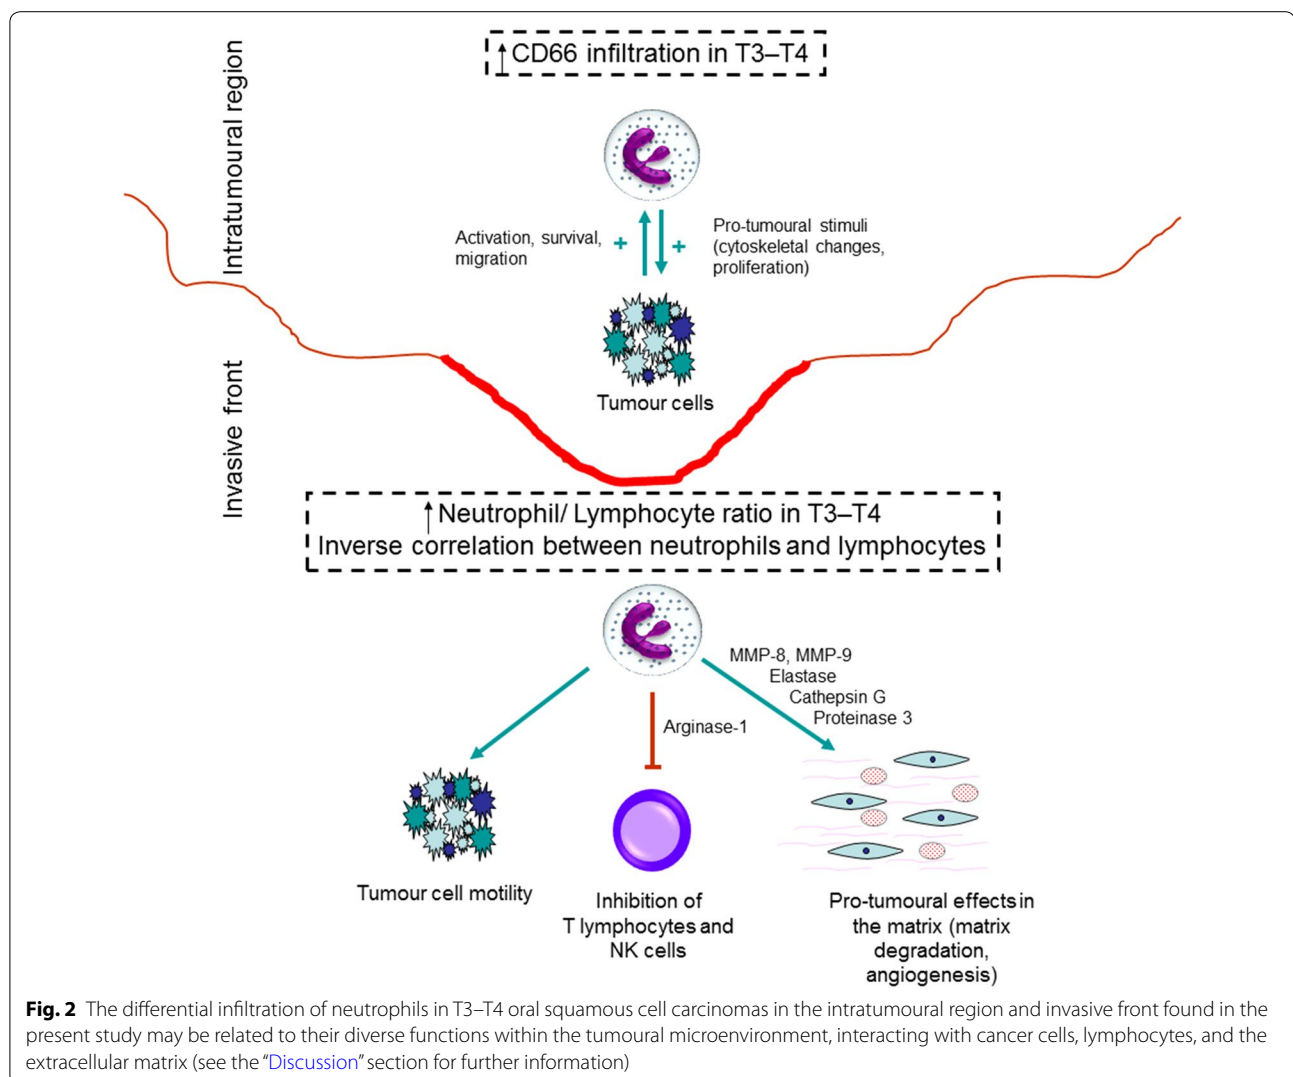 ↑ CD66 infiltration in T3–T4
Intratumoural region
Activation, survival,
migration
+
+
Pro-tumoural stimuli
(cytoskeletal changes,
proliferation)
Tumour cells
Invasive front
↑ Neutrophil/ Lymphocyte ratio in T3–T4
Inverse correlation between neutrophils and lymphocytes
MMP-8, MMP-9
Elastase
Cathepsin G
Proteinase 3
Arginase-1
Tumour cell motility
Inhibition of
T lymphocytes and
NK cells
Pro-tumoural effects in
the matrix (matrix
degradation,
angiogenesis)
Fig. 2 The differential infiltration of neutrophils in T3–T4 oral squamous cell carcinomas in the intratumoural region and invasive front found in the
present study may be related to their diverse functions within the tumoural microenvironment, interacting with cancer cells, lymphocytes, and the
extracellular matrix (see the “Discussion” section for further information)